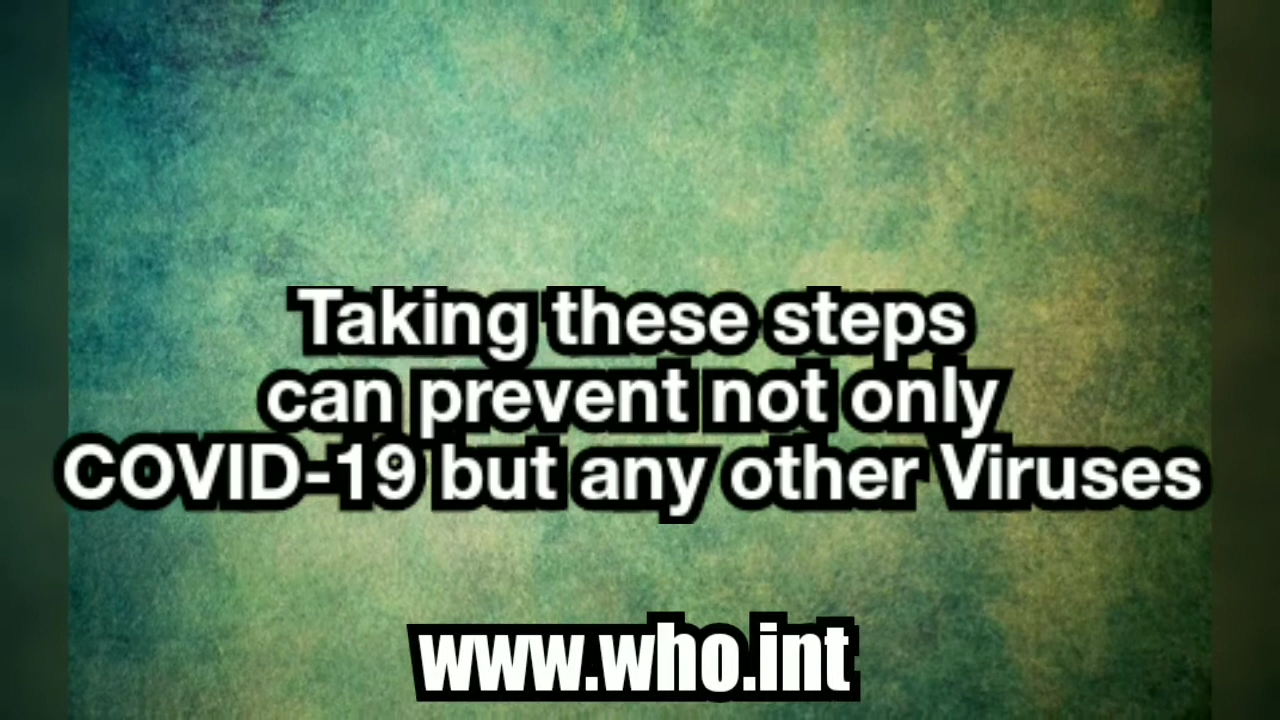 Taking these steps
can prevent not only
COVID-19 but any other Viruses
www.who.int